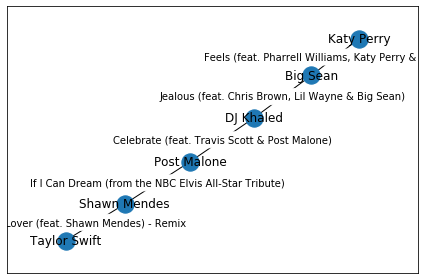 Katy Perry
Feels (feat. Pharrell Williams, Katy Perry &
Big Sean
Jealous (feat. Chris Brown, Lil Wayne & Big Sean)
DJ Khaled
Celebrate (feat. Travis Scott & Post Malone)
Post Malone
If I Can Dream (from the NBC Elvis All-Star Tribute)
Shawn Mendes
Lover (feat. Shawn Mendes) - Remix
Taylor Swift